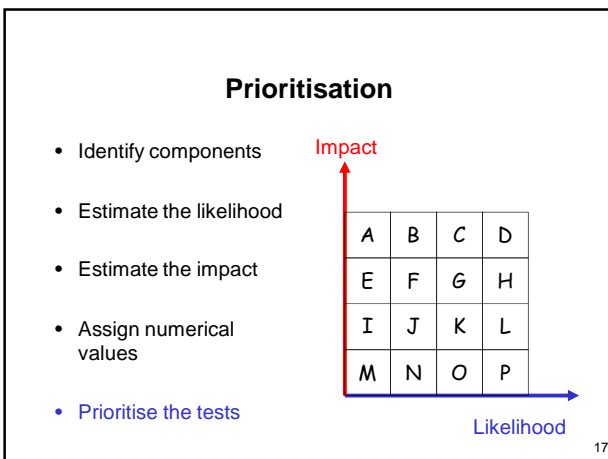 Prioritisation
• Identify components
• Estimate the likelihood
• Estimate the impact
• Assign numerical
values
• Prioritise the tests
Impact
A B C D
E F G H
I J K L
M N O P
Likelihood
17